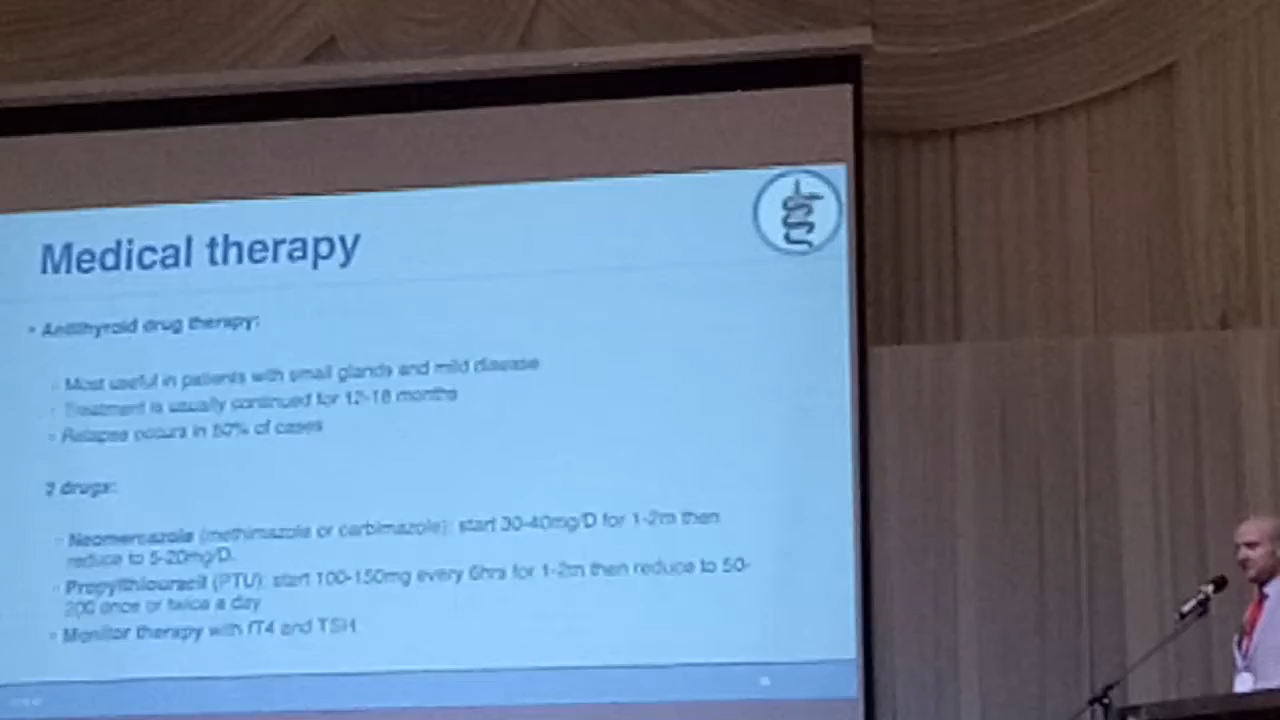 Medical therapy
• Antithyroid drug therapy:
Most useful in patients with small glands and mild disease
Treatment is usually continued for 12-18 months
Relapse occurs in 50% of cases
2 drugs:
Neomercazole (methimazole or carbimazole): start 30-40mg/D for 1-2m then
reduce to 5-20mg/D.
Propylthiouracil (PTU): start 100-150mg every 6hrs for 1-2m then reduce to 50-
200 once or twice a day
Monitor therapy with fT4 and TSH